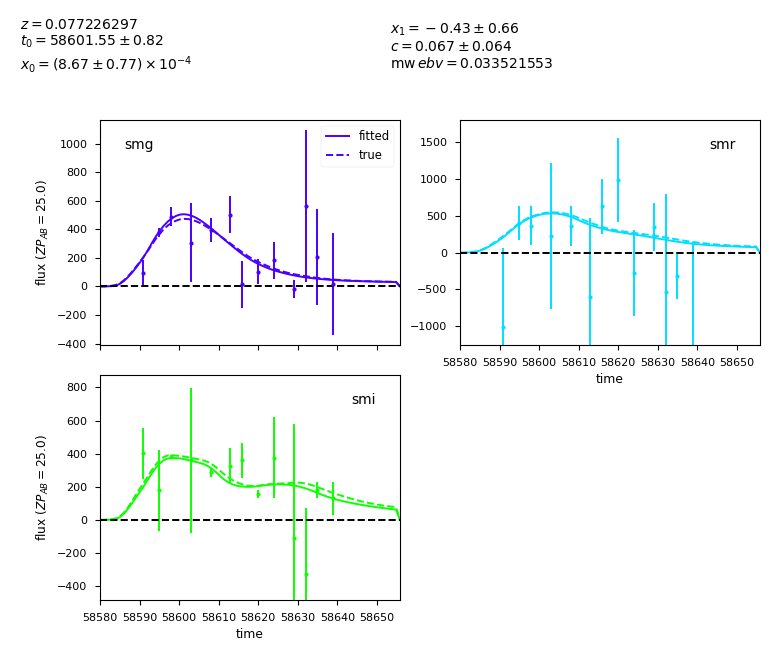 z = 0.077226297
t₀ = 58601.55 ± 0.82
x₀ = (8.67 ± 0.77) × 10⁻⁴
x₁ = −0.43 ± 0.66
c = 0.067 ± 0.064
mw ebv = 0.033521553
smg
fitted
true
1000
800
600
400
200
0
−200
−400
flux (ZP_AB = 25.0)
smr
1500
1000
500
0
−500
−1000
58580 58590 58600 58610 58620 58630 58640 58650
time
smi
800
600
400
200
0
−200
−400
flux (ZP_AB = 25.0)
58580 58590 58600 58610 58620 58630 58640 58650
time